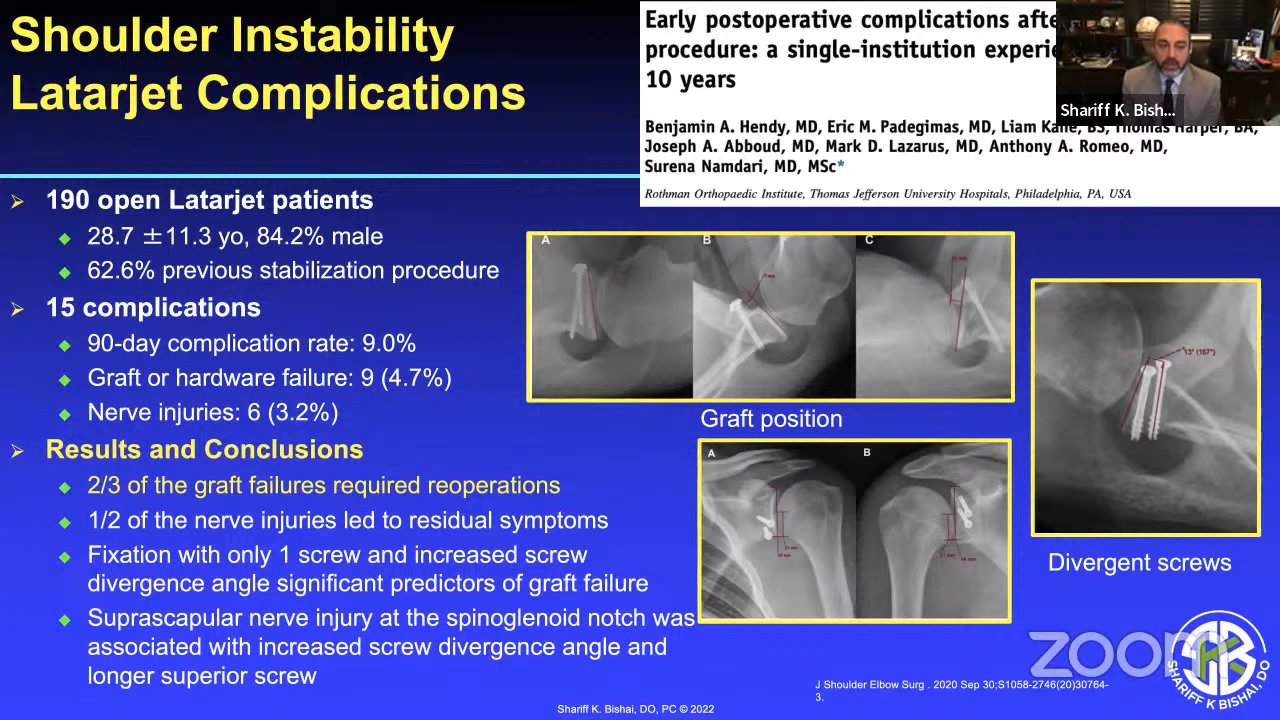 Shoulder Instability
Latarjet Complications
Early postoperative complications afte
procedure: a single-institution experie
10 years
Benjamin A. Hendy, MD, Eric M. Padegimas, MD, Liam Kane, BS, Thomas Harper, BA,
Joseph A. Abboud, MD, Mark D. Lazarus, MD, Anthony A. Romeo, MD,
Surena Namdari, MD, MSc*
Rothman Orthopaedic Institute, Thomas Jefferson University Hospitals, Philadelphia, PA, USA
Shariff K. Bish...
➢ 190 open Latarjet patients
◆ 28.7 ±11.3 yo, 84.2% male
◆ 62.6% previous stabilization procedure
➢ 15 complications
◆ 90-day complication rate: 9.0%
◆ Graft or hardware failure: 9 (4.7%)
◆ Nerve injuries: 6 (3.2%)
➢ Results and Conclusions
◆ 2/3 of the graft failures required reoperations
◆ 1/2 of the nerve injuries led to residual symptoms
◆ Fixation with only 1 screw and increased screw
divergence angle significant predictors of graft failure
◆ Suprascapular nerve injury at the spinoglenoid notch was
associated with increased screw divergence angle and
longer superior screw
A
B
C
Graft position
A
B
13° (167°)
Divergent screws
zoom
SHARIFF K BISHAI, DO
J Shoulder Elbow Surg . 2020 Sep 30;S1058-2746(20)30764-
3.
Shariff K. Bishai, DO, PC © 2022